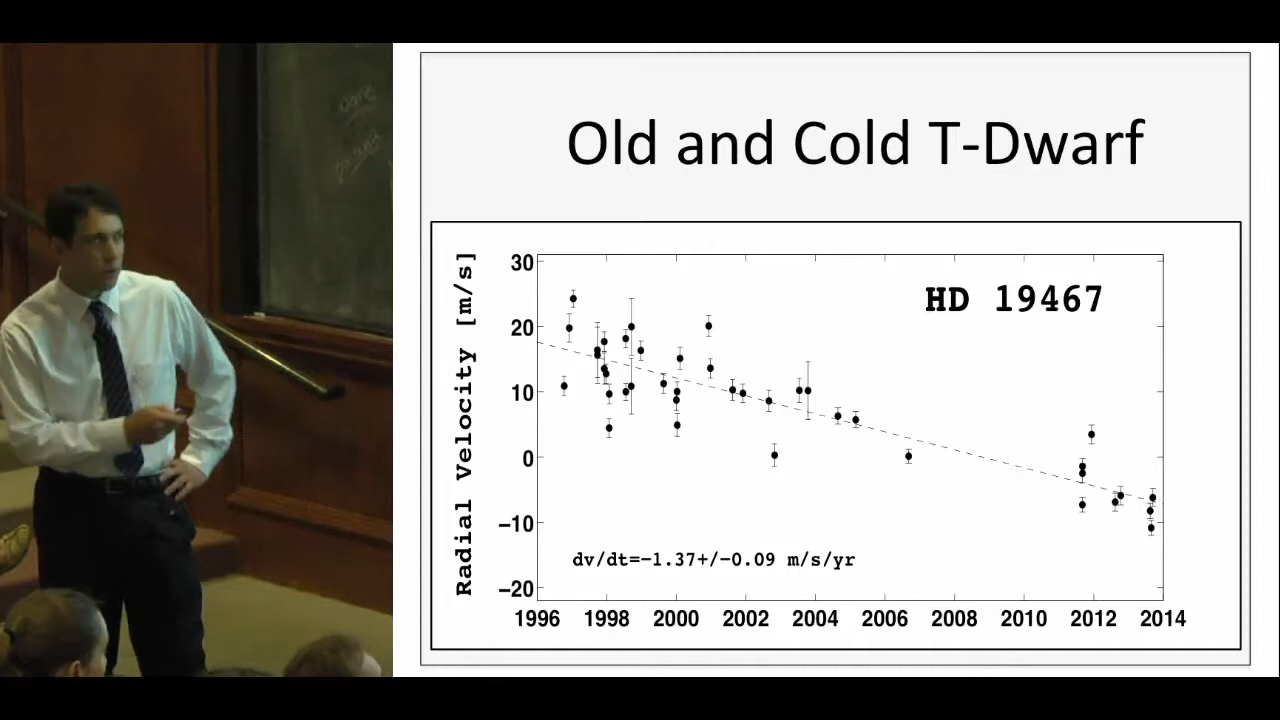 Old and Cold T-Dwarf
Radial Velocity [m/s]
30
20
10
0
−10
−20
HD 19467
dv/dt=−1.37+/−0.09 m/s/yr
1996 1998 2000 2002 2004 2006 2008 2010 2012 2014